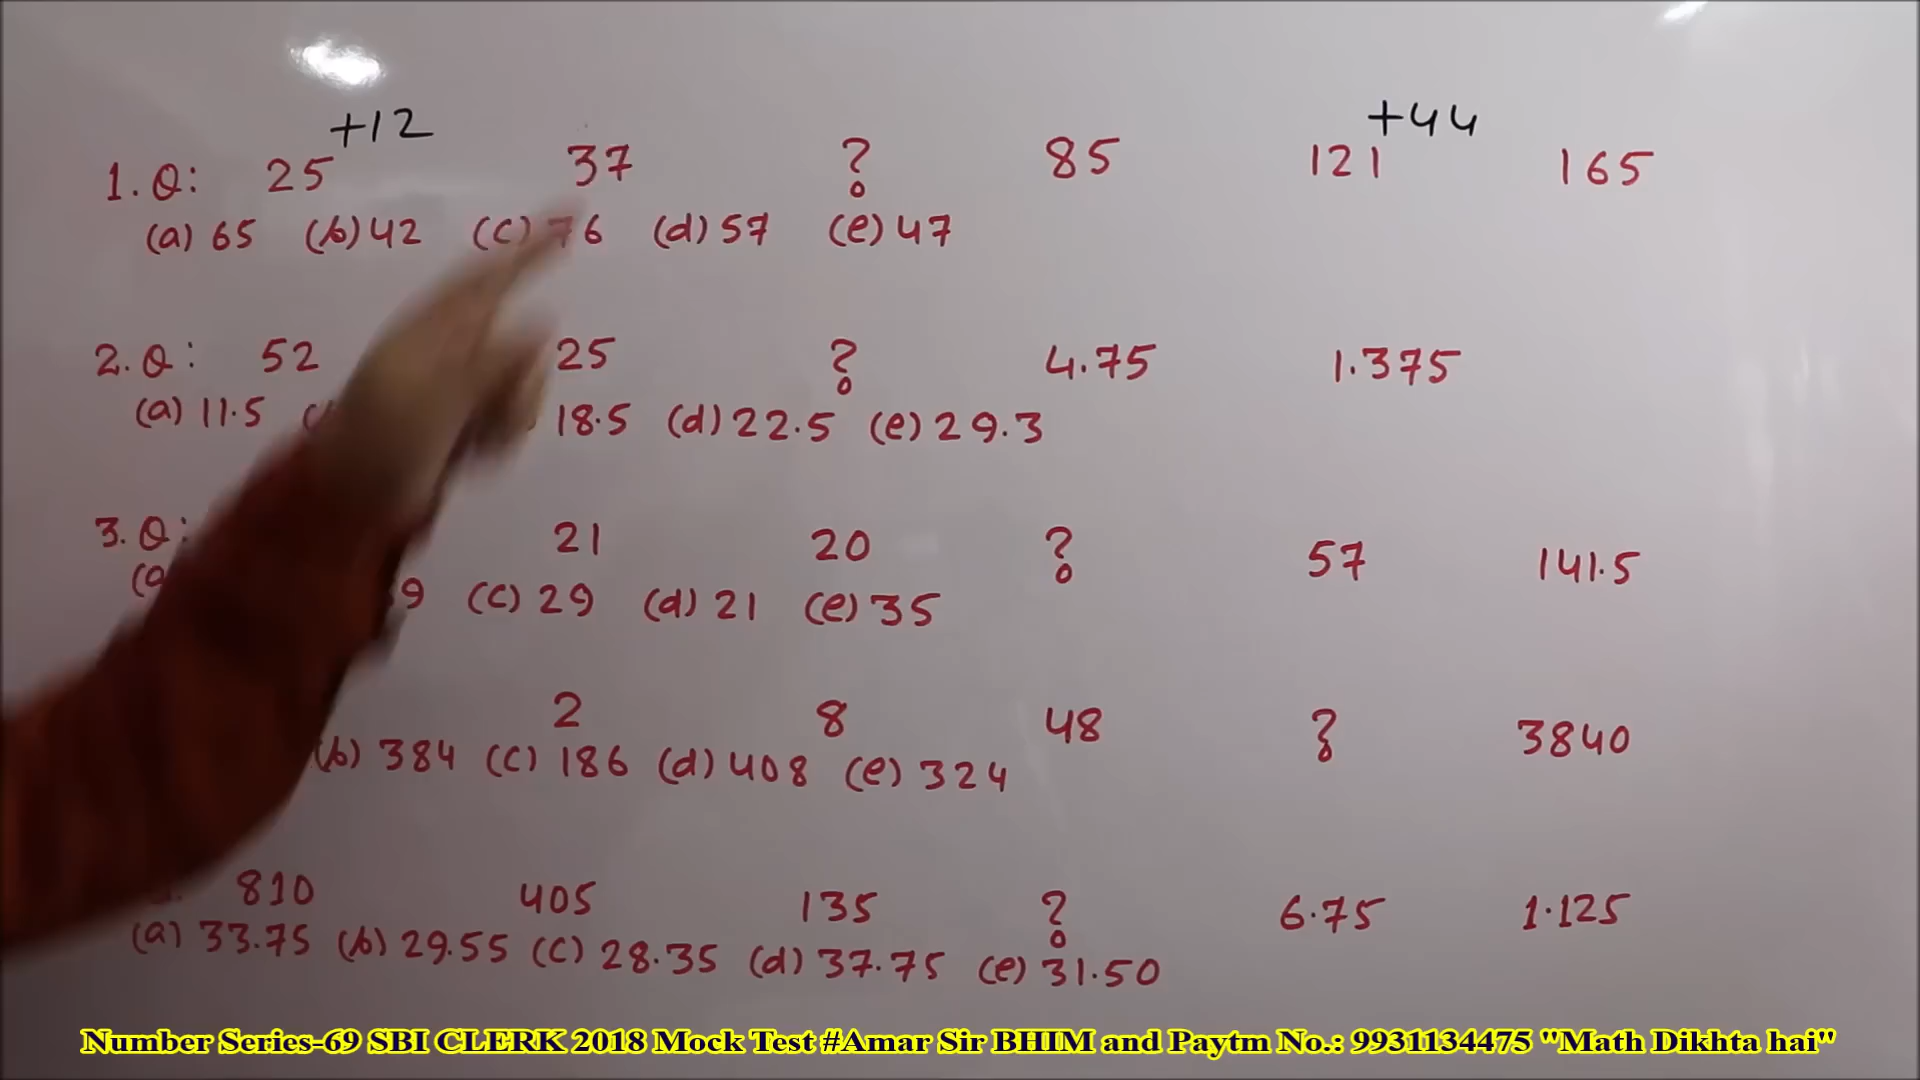 +12 +44
1. Q: 25 37 ? 85 121 165
(a) 65 (b) 42 (c) 76 (d) 57 (e) 47
2. Q: 52 25 ? 4.75 1.375
(a) 11.5 18.5 (d) 22.5 (e) 29.3
3. Q: 21 20 ? 57 141.5
9 (c) 29 (d) 21 (e) 35
2 8 48 ? 3840
(b) 384 (c) 186 (d) 408 (e) 324
810 405 135 ? 6.75 1.125
(a) 33.75 (b) 29.55 (c) 28.35 (d) 37.75 (e) 31.50
Number Series-69 SBI CLERK 2018 Mock Test #Amar Sir BHIM and Paytm No.: 9931134475 "Math Dikhta hai"